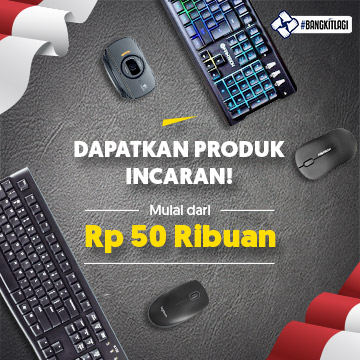 #BANGKITLAGI
DAPATKAN PRODUK
INCARAN!
Mulai dari
Rp 50 Ribuan